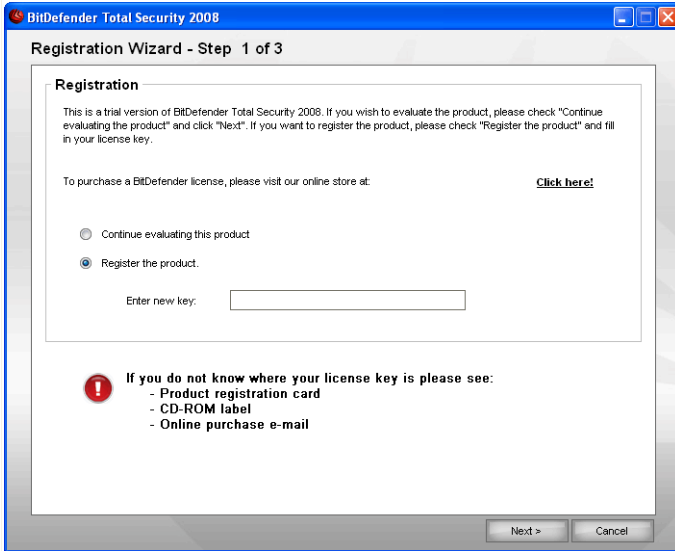 BitDefender Total Security 2008
Registration Wizard - Step 1 of 3
Registration
This is a trial version of BitDefender Total Security 2008. If you wish to evaluate the product, please check "Continue
evaluating the product" and click "Next". If you want to register the product, please check "Register the product" and fill
in your license key.
To purchase a BitDefender license, please visit our online store at: Click here!
Continue evaluating this product
Register the product.
Enter new key:
If you do not know where your license key is please see:
- Product registration card
- CD-ROM label
- Online purchase e-mail
Next > Cancel